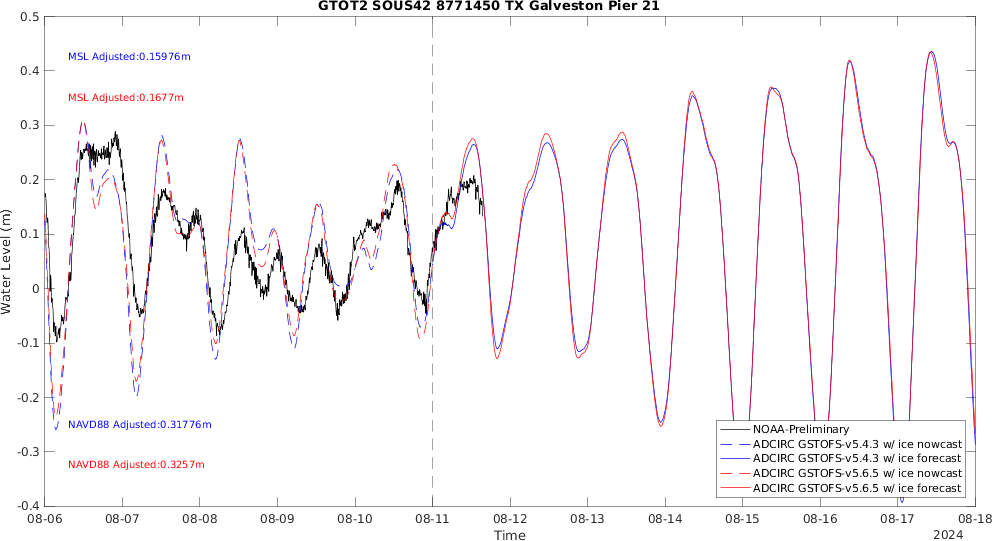 GTOT2 SOUS42 8771450 TX Galveston Pier 21
0.5
0.4
0.3
0.2
0.1
0
-0.1
-0.2
-0.3
-0.4
Water Level (m)
MSL Adjusted:0.15976m
MSL Adjusted:0.1677m
NAVD88 Adjusted:0.31776m
NAVD88 Adjusted:0.3257m
NOAA-Preliminary
ADCIRC GSTOFS-v5.4.3 w/ ice nowcast
ADCIRC GSTOFS-v5.4.3 w/ ice forecast
ADCIRC GSTOFS-v5.6.5 w/ ice nowcast
ADCIRC GSTOFS-v5.6.5 w/ ice forecast
08-06 08-07 08-08 08-09 08-10 08-11 08-12 08-13 08-14 08-15 08-16 08-17 08-18
Time
2024